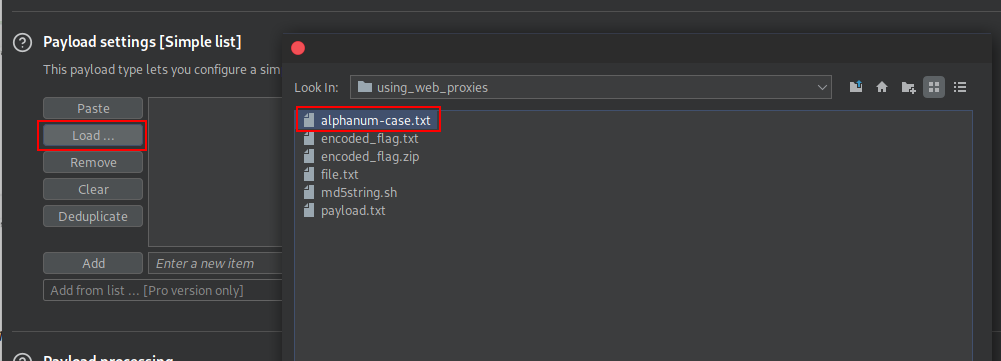 Payload settings [Simple list]
This payload type lets you configure a sim
Paste
Load ...
Remove
Clear
Deduplicate
Add
Enter a new item
Add from list ... [Pro version only]
Payload processing
Look In:
using_web_proxies
alphanum-case.txt
encoded_flag.txt
encoded_flag.zip
file.txt
md5string.sh
payload.txt